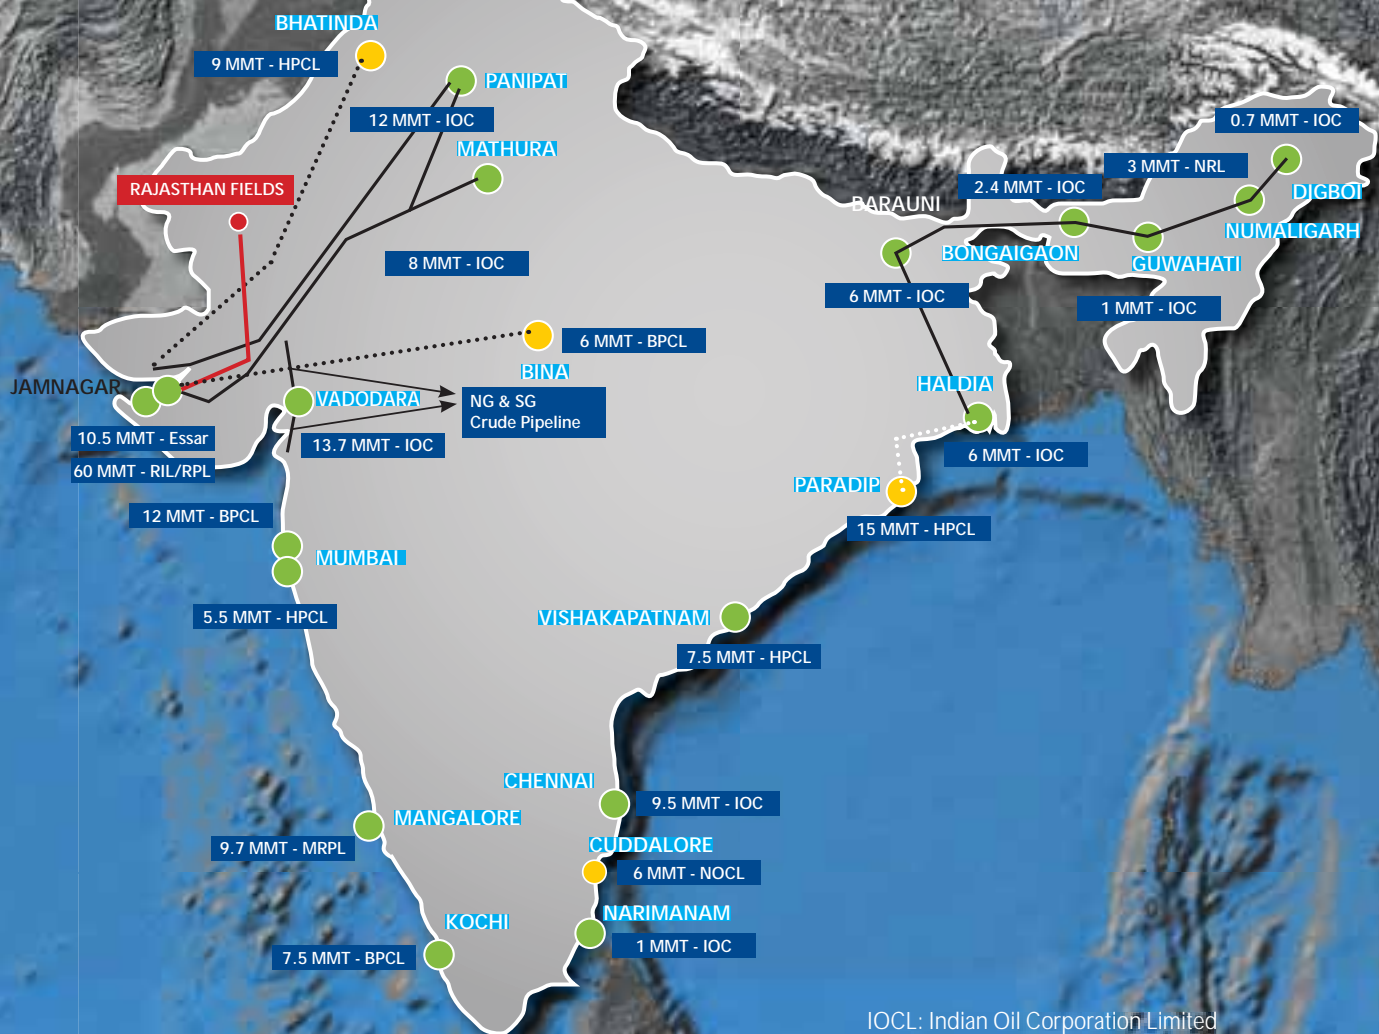 BHATINDA
9 MMT - HPCL
PANIPAT
12 MMT - IOC
MATHURA
0.7 MMT - IOC
3 MMT - NRL
2.4 MMT - IOC
DIGBOI
RAJASTHAN FIELDS
BARAUNI
NUMALIGARH
BONGAIGAON
GUWAHATI
8 MMT - IOC
6 MMT - IOC
1 MMT - IOC
6 MMT - BPCL
BINA
JAMNAGAR
VADODARA
NG & SG
Crude Pipeline
HALDIA
10.5 MMT - Essar
13.7 MMT - IOC
6 MMT - IOC
60 MMT - RIL/RPL
PARADIP
12 MMT - BPCL
15 MMT - HPCL
MUMBAI
5.5 MMT - HPCL
VISHAKAPATNAM
7.5 MMT - HPCL
CHENNAI
9.5 MMT - IOC
MANGALORE
9.7 MMT - MRPL
CUDDALORE
6 MMT - NOCL
KOCHI
NARIMANAM
1 MMT - IOC
7.5 MMT - BPCL
IOCL: Indian Oil Corporation Limited